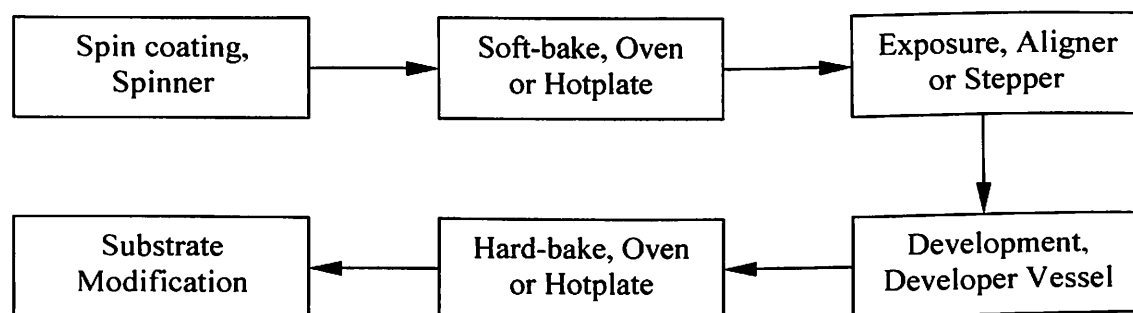 Spin coating,
Spinner
Soft-bake, Oven
or Hotplate
Exposure, Aligner
or Stepper
Development,
Developer Vessel
Hard-bake, Oven
or Hotplate
Substrate
Modification